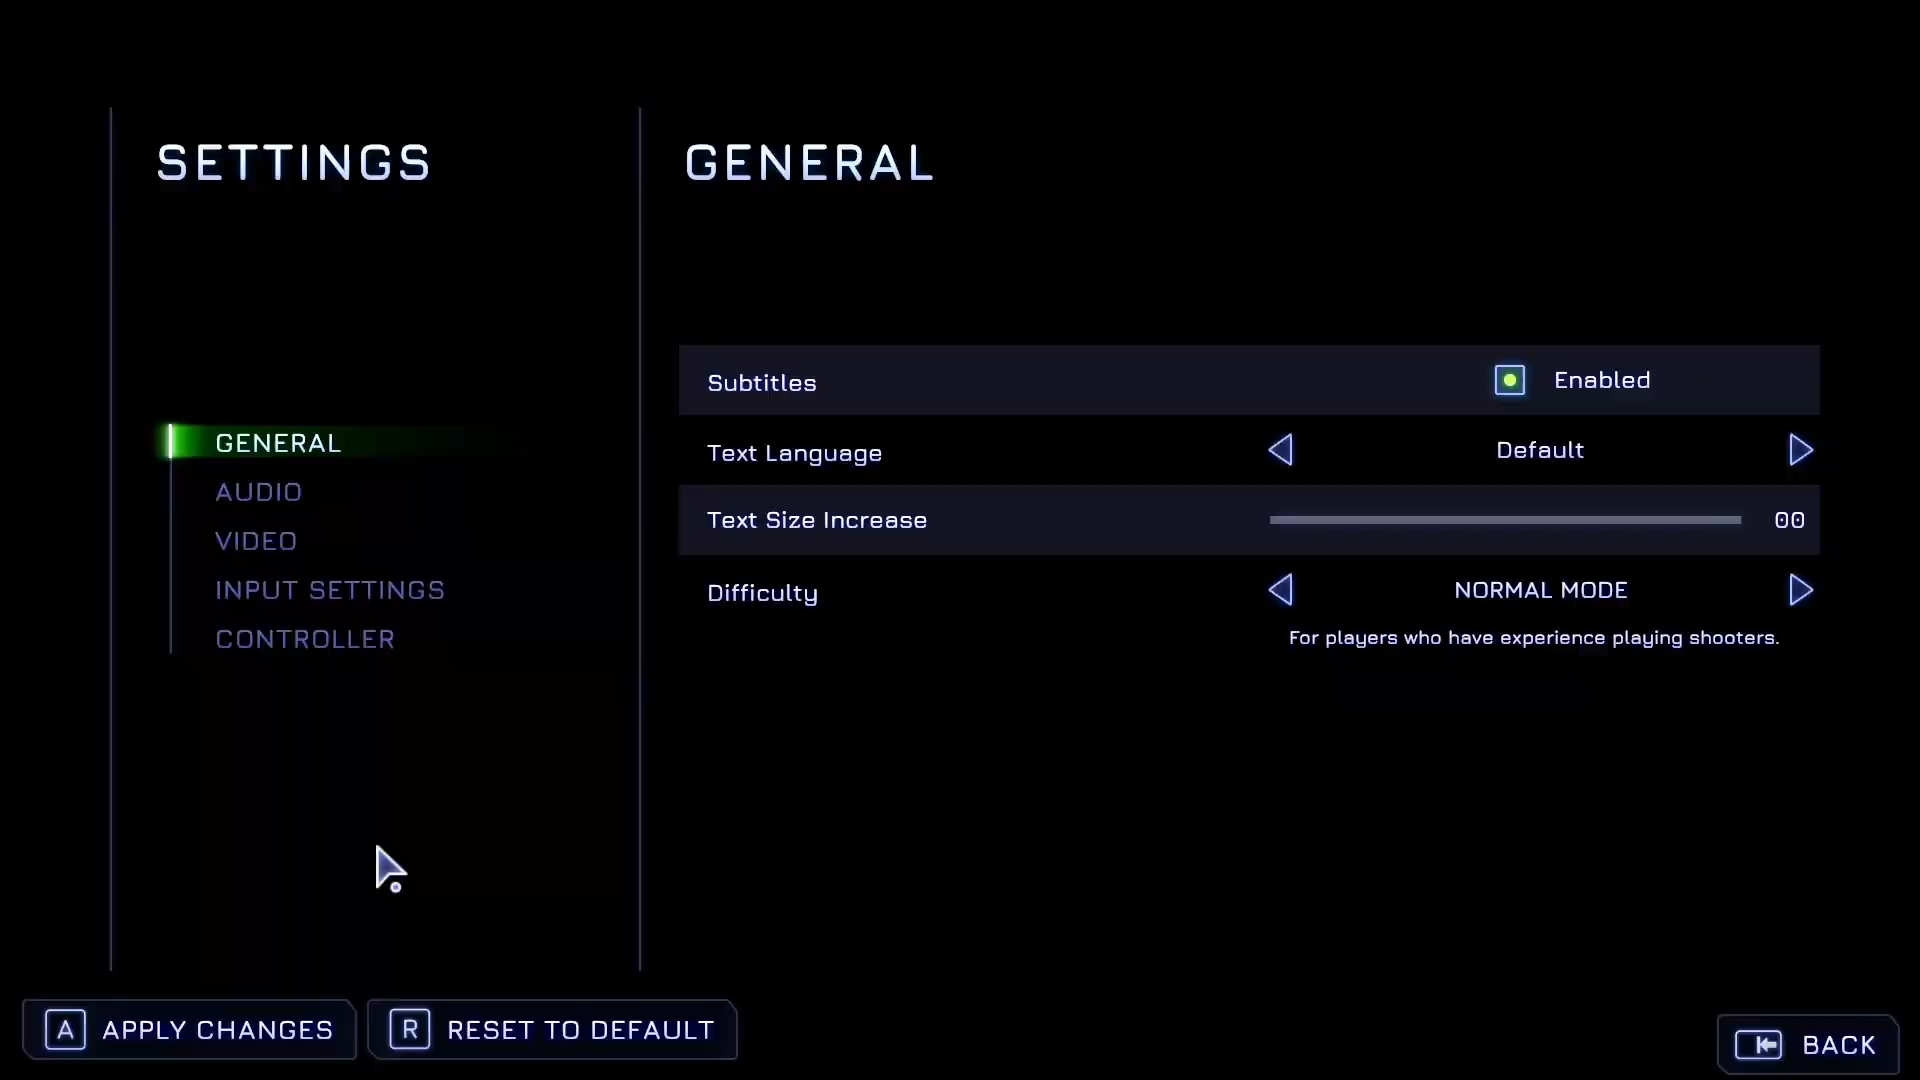 SETTINGS
GENERAL
GENERAL
AUDIO
VIDEO
INPUT SETTINGS
CONTROLLER
Subtitles
Enabled
Text Language
Default
Text Size Increase
00
Difficulty
NORMAL MODE
For players who have experience playing shooters.
A APPLY CHANGES
R RESET TO DEFAULT
BACK